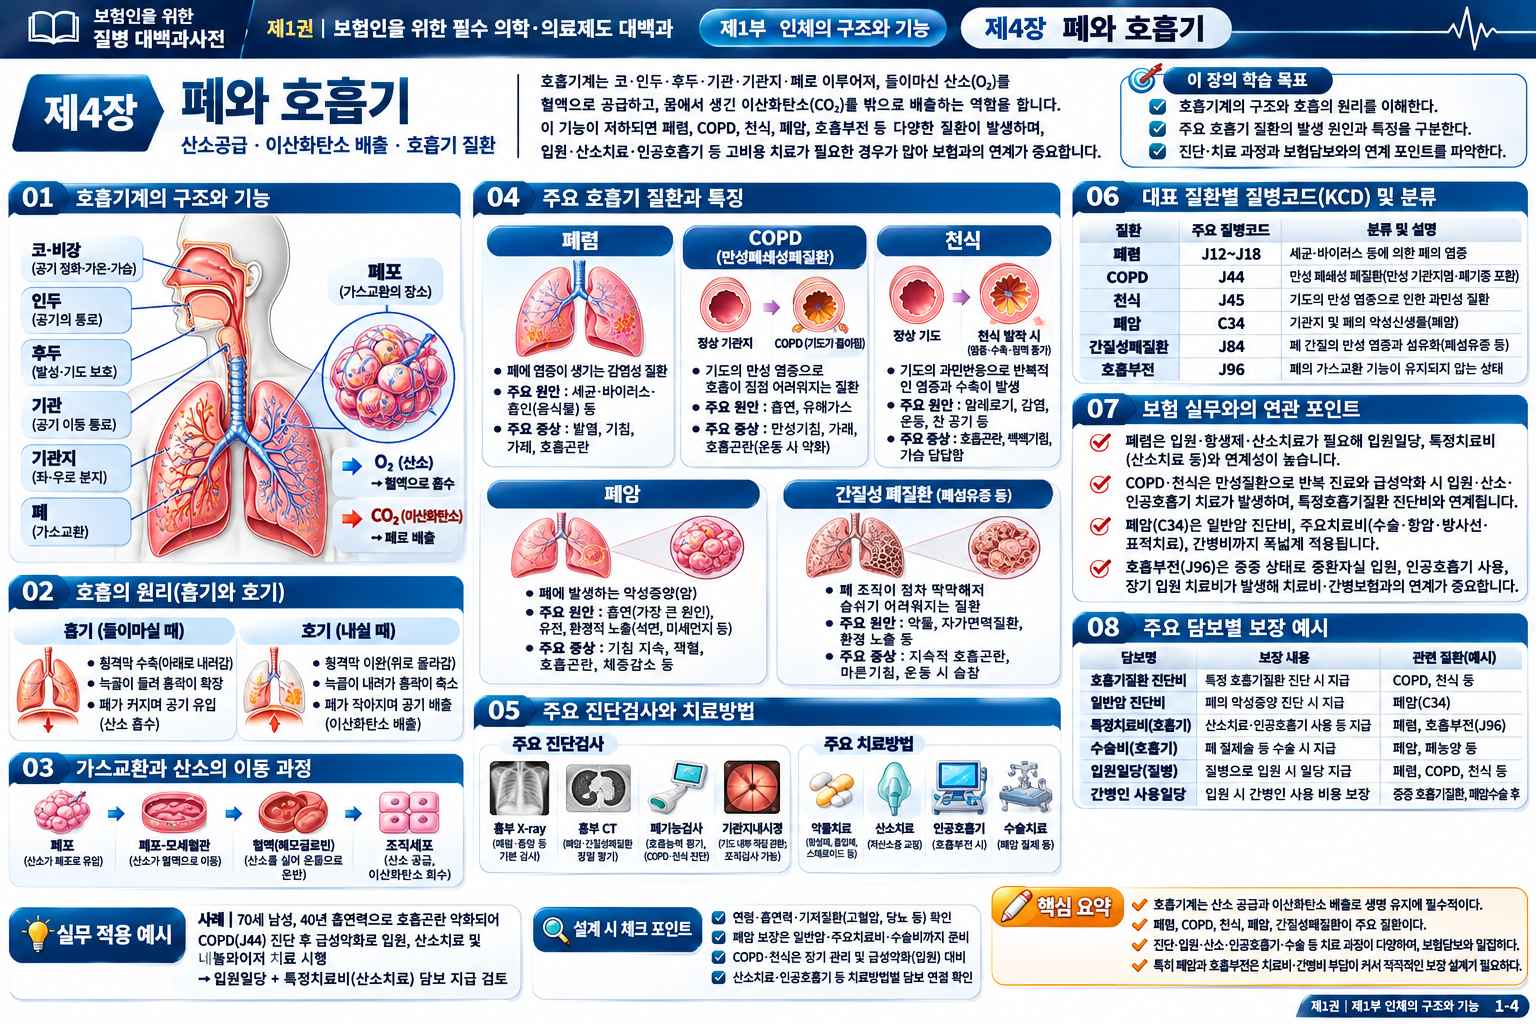 보험인을 위한
질병 대백과사전
제1권 | 보험인을 위한 필수 의학·의료제도 대백과
제1부 인체의 구조와 기능
제4장 폐와 호흡기
제4장
폐와 호흡기
산소공급 · 이산화탄소 배출 · 호흡기 질환
호흡기계는 코·인두·후두·기관·기관지·폐로 이루어져, 들이마신 산소(O₂)를
혈액으로 공급하고, 몸에서 생긴 이산화탄소(CO₂)를 밖으로 배출하는 역할을 합니다.
이 기능이 저하되면 폐렴, COPD, 천식, 폐암, 호흡부전 등 다양한 질환이 발생하며,
입원·산소치료·인공호흡기 등 고비용 치료가 필요한 경우가 많아 보험과의 연계가 중요합니다.
이 장의 학습 목표
호흡기계의 구조와 호흡의 원리를 이해한다.
주요 호흡기 질환의 발생 원인과 특징을 구분한다.
진단·치료 과정과 보험담보와의 연계 포인트를 파악한다.
01 호흡기계의 구조와 기능
코·비강
(공기 정화·가온·가습)
인두
(공기의 통로)
후두
(발성·기도 보호)
기관
(공기 이동 통로)
기관지
(좌·우로 분지)
폐
(가스교환)
폐포
(가스교환의 장소)
O₂ (산소)
→ 혈액으로 흡수
CO₂
→ 폐로 배출
02 호흡의 원리(흡기와 호기)
흡기 (들이마실 때)
횡격막 수축(아래로 내려감)
늑골이 들려 흉곽이 확장
폐가 커지며 공기 유입
(산소 흡수)
호기 (내쉴 때)
횡격막 이완(위로 올라감)
늑골이 내려가 흉곽이 축소
폐가 작아지며 공기 배출
(이산화탄소 배출)
03 가스교환과 산소의 이동 과정
폐포
(산소가 폐포로 유입)
폐포-모세혈관
(산소가 혈액으로 이동)
혈액(헤모글로빈)
(산소를 실어 온몸으로
운반)
조직세포
(산소 공급,
이산화탄소 회수)
04 주요 호흡기 질환과 특징
폐렴
폐에 염증이 생기는 감염성 질환
주요 원인 : 세균·바이러스·
흡인(음식물) 등
주요 증상 : 발열, 기침,
가래, 호흡곤란
COPD
(만성폐쇄성폐질환)
정상 기관지
COPD
기도의 만성 염증으로
호흡이 점점 어려워지는 질환
주요 원인 : 흡연, 유해가스
주요 증상 : 만성기침, 가래,
호흡곤란(운동 시 악화)
천식
정상 기도
천식 발작 시
기도의 과민반응으로 반복적
인 염증과 수축이 발생
주요 원인 : 알레르기, 감염,
운동, 찬 공기 등
주요 증상 : 호흡곤란, 쌕쌕거림,
가슴 답답함
폐암
폐에 발생하는 악성종양(암)
주요 원인 : 흡연(가장 큰 원인),
유전, 환경적 노출(석면, 미세먼지 등)
주요 증상 : 기침 지속, 객혈,
호흡곤란, 체중감소 등
간질성 폐질환 (폐섬유증 등)
폐 조직이 점차 딱딱해져
숨쉬기 어려워지는 질환
주요 원인 : 약물, 자가면역질환,
환경 노출 등
주요 증상 : 지속적 호흡곤란,
마른기침, 운동 시 숨참
05 주요 진단검사와 치료방법
주요 진단검사
흉부 X-ray
(폐렴·종양 등
기본 검사)
흉부 CT
(폐암·간질성폐질환
정밀 평가)
폐기능검사
(호흡능력 평가,
COPD·천식 진단)
기관지내시경
주요 치료방법
약물치료
산소치료
(저산소증 교정)
인공호흡기
(호흡부전 시)
수술치료
(폐암 절제 등)
06 대표 질환별 질병코드(KCD) 및 분류
질환 주요 질병코드 분류 및 설명
폐렴 J12~J18 세균·바이러스 등에 의한 폐의 염증
COPD J44 만성 폐쇄성 폐질환(만성 기관지염·폐기종 포함)
천식 J45 기도의 만성 염증으로 인한 과민성 질환
폐암 C34 기관지 및 폐의 악성신생물(폐암)
간질성폐질환 J84 폐 간질의 만성 염증과 섬유화(폐섬유증 등)
호흡부전 J96 폐의 가스교환 기능이 유지되지 않는 상태
07 보험 실무와의 연관 포인트
폐렴은 입원·항생제·산소치료가 필요해 입원일당, 특정치료비
(산소치료 등)와 연계성이 높습니다.
COPD·천식은 만성질환으로 반복 진료와 급성악화 시 입원·산소·
인공호흡기 치료가 발생하며, 특정호흡기질환 진단비와 연계됩니다.
폐암(C34)은 일반암 진단비, 주요치료비(수술·항암·방사선·
표적치료), 간병비까지 폭넓게 적용됩니다.
호흡부전(J96)은 중증 상태로 중환자실 입원, 인공호흡기 사용,
장기 입원 치료비가 발생해 치료비·간병보험과의 연계가 중요합니다.
08 주요 담보별 보장 예시
담보명 보장 내용 관련 질환(예시)
호흡기질환 진단비 특정 호흡기질환 진단 시 지급 COPD, 천식 등
일반암 진단비 폐의 악성종양 진단 시 지급 폐암(C34)
특정치료비(호흡기) 산소치료·인공호흡기 사용 등 지급 폐렴, 호흡부전(J96)
수술비(호흡기) 폐 절제술 등 수술 시 지급 폐암, 폐농양 등
입원일당(질병) 질병으로 입원 시 일당 지급 폐렴, COPD, 천식 등
간병인 사용일당 입원 시 간병인 사용 비용 보장 중증 호흡기질환, 폐암수술 후
실무 적용 예시
사례 | 70세 남성, 40년 흡연력으로 호흡곤란 악화되어
COPD(J44) 진단 후 급성악화로 입원, 산소치료 및
네뷸라이저 치료 시행
→ 입원일당 + 특정치료비(산소치료) 담보 지급 검토
설계 시 체크 포인트
연령·흡연력·기저질환(고혈압, 당뇨 등) 확인
폐암 보장은 일반암·주요치료비·수술비까지 준비
COPD·천식은 장기 관리 및 급성악화(입원) 대비
산소치료·인공호흡기 등 치료방법별 담보 연결 확인
핵심 요약
호흡기계는 산소 공급과 이산화탄소 배출로 생명 유지에 필수적이다.
폐렴, COPD, 천식, 폐암, 간질성폐질환이 주요 질환이다.
진단·입원·산소·인공호흡기·수술 등 치료 과정이 다양하며, 보험담보와 밀접하다.
특히 폐암과 호흡부전은 치료비·간병비 부담이 커서 적극적인 보장 설계가 필요하다.
제1권 | 제1부 인체의 구조와 기능 1-4